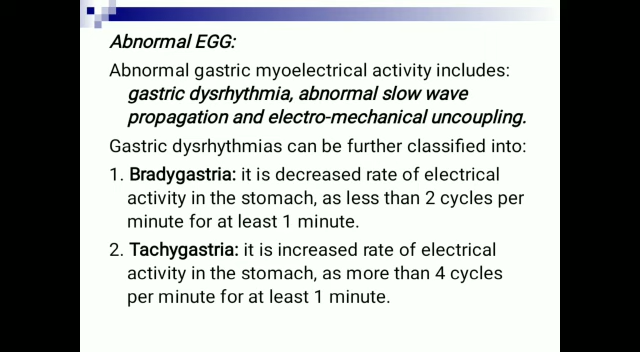 Abnormal EGG:
Abnormal gastric myoelectrical activity includes:
gastric dysrhythmia, abnormal slow wave
propagation and electro-mechanical uncoupling.
Gastric dysrhythmias can be further classified into:
1. Bradygastria: it is decreased rate of electrical
activity in the stomach, as less than 2 cycles per
minute for at least 1 minute.
2. Tachygastria: it is increased rate of electrical
activity in the stomach, as more than 4 cycles
per minute for at least 1 minute.